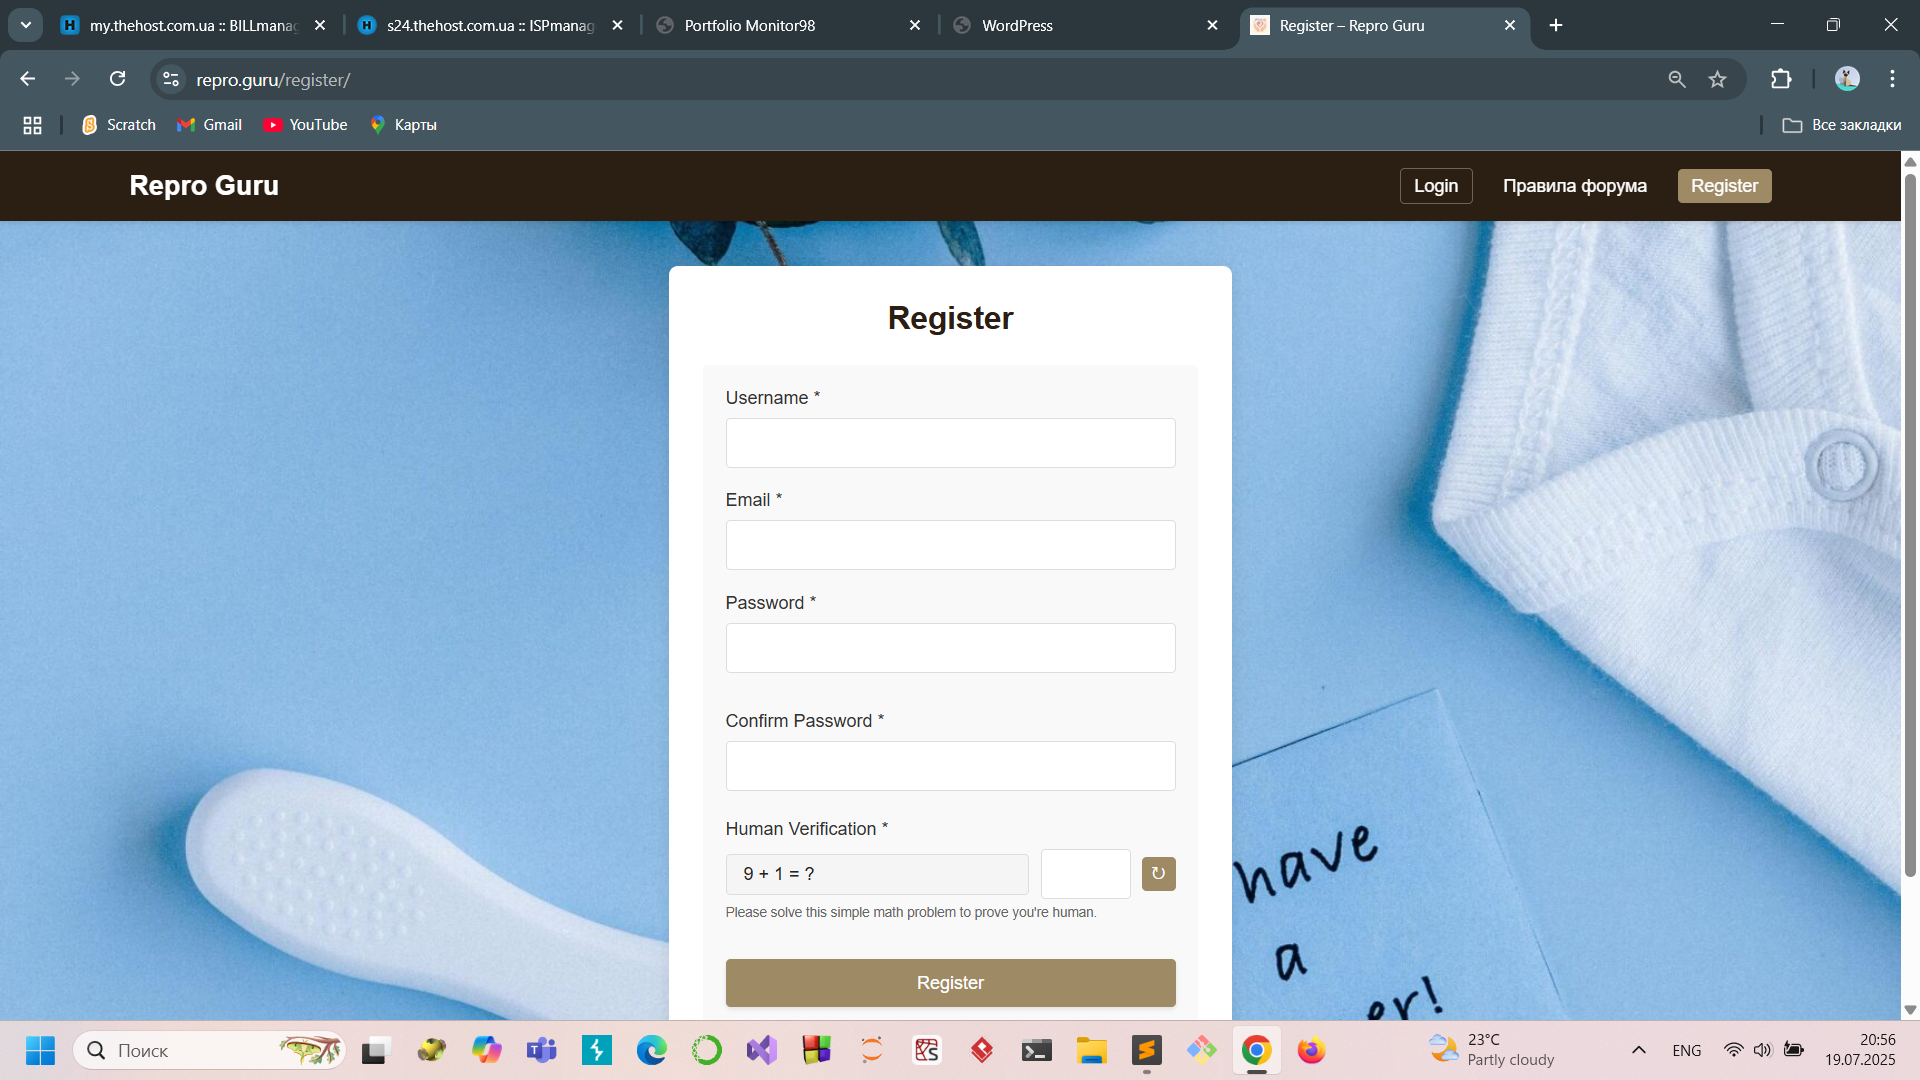 my.thehost.com.ua :: BILLmanag
s24.thehost.com.ua :: ISPmanag
Portfolio Monitor98
WordPress
Register – Repro Guru
repro.guru/register/
Scratch
Gmail
YouTube
Карты
Все закладки
Repro Guru
Login
Правила форума
Register
Register
Username *
Email *
Password *
Confirm Password *
Human Verification *
9 + 1 = ?
Please solve this simple math problem to prove you're human.
Register
have
a
er!
Поиск
23°C
Partly cloudy
ENG
20:56
19.07.2025